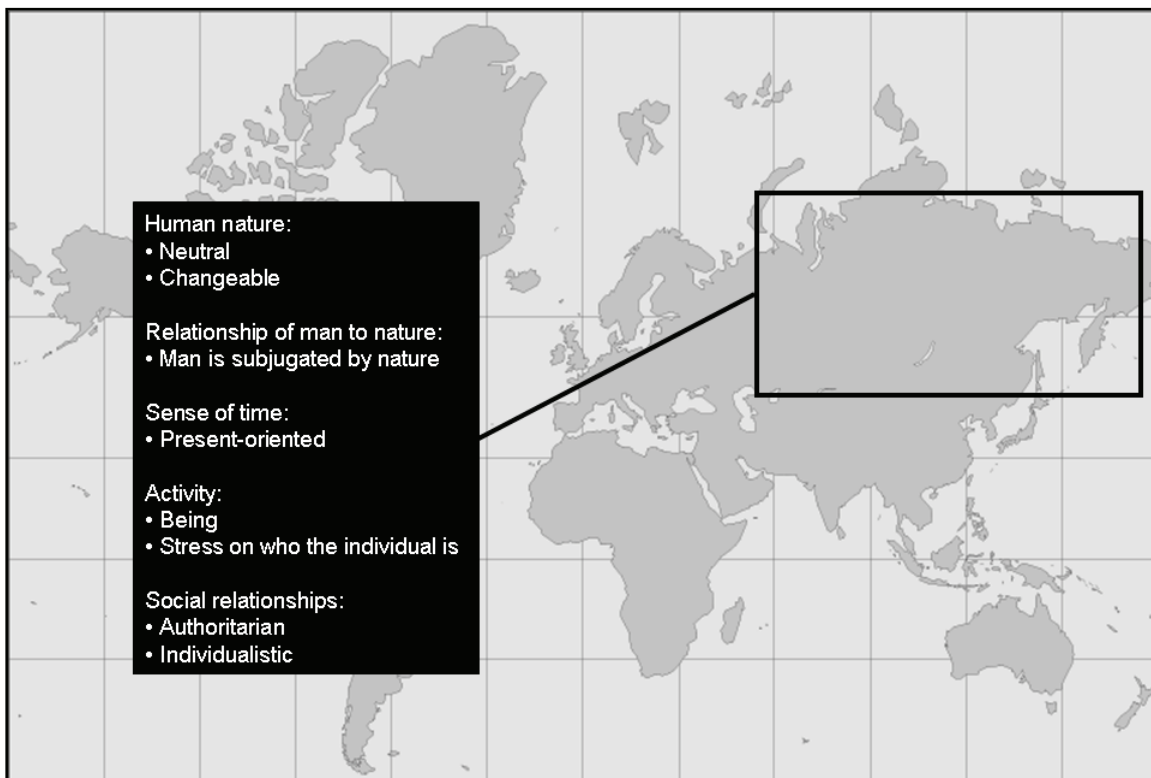 Human nature:
• Neutral
• Changeable
Relationship of man to nature:
• Man is subjugated by nature
Sense of time:
• Present-oriented
Activity:
• Being
• Stress on who the individual is
Social relationships:
• Authoritarian
• Individualistic